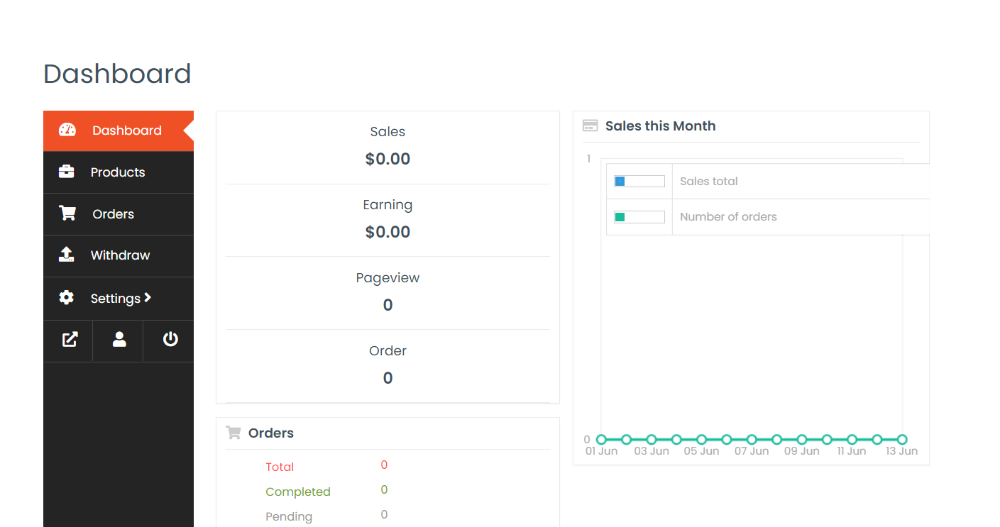 Dashboard
Dashboard
Products
Orders
Withdraw
Settings
Sales
$0.00
Earning
$0.00
Pageview
0
Order
0
Orders
Total 0
Completed 0
Pending 0
Sales this Month
1
Sales total
Number of orders
0
01 Jun 03 Jun 05 Jun 07 Jun 09 Jun 11 Jun 13 Jun